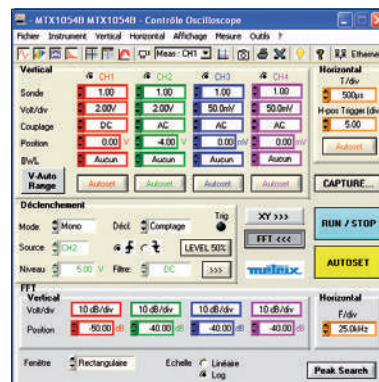 - MTX1054B MTX1054B - Contrôle Oscilloscope
Fichier Instrument Vertical Horizontal Affichage Mesure Outils ?
Meas : CH1 Etherne
Vertical
CH1 CH2 CH3 CH4
Sonde 1.00 1.00 1.00 1.00
Volt/div 2.00V 2.00V 50.0mV 50.0mV
Couplage DC AC AC AC
Position 0.00 V -4.00 V 0.00 mV 0.00 mV
BWL Aucun Aucun Aucun Aucun
V-Auto Range Autoset Autoset Autoset Autoset
Horizontal
T/div
500µs
H-pos Trigger (div
5.00
Autoset
CAPTURE...
Déclenchement
Mode Mono Décl. Comptage Trig
Source CH2 LEVEL 50%
Niveau 5.00 V Filtre: DC >>>
XY >>>
FFT <<<
metrix
RUN / STOP
AUTOSET
FFT
Vertical
Volt/div 10 dB/div 10 dB/div 10 dB/div 10 dB/div
Position -50.00 dB -40.00 dB -40.00 dB -40.00 dB
Horizontal
F/div
25.0kHz
Fenêtre Rectangulaire Echelle Linéaire
Log
Peak Search